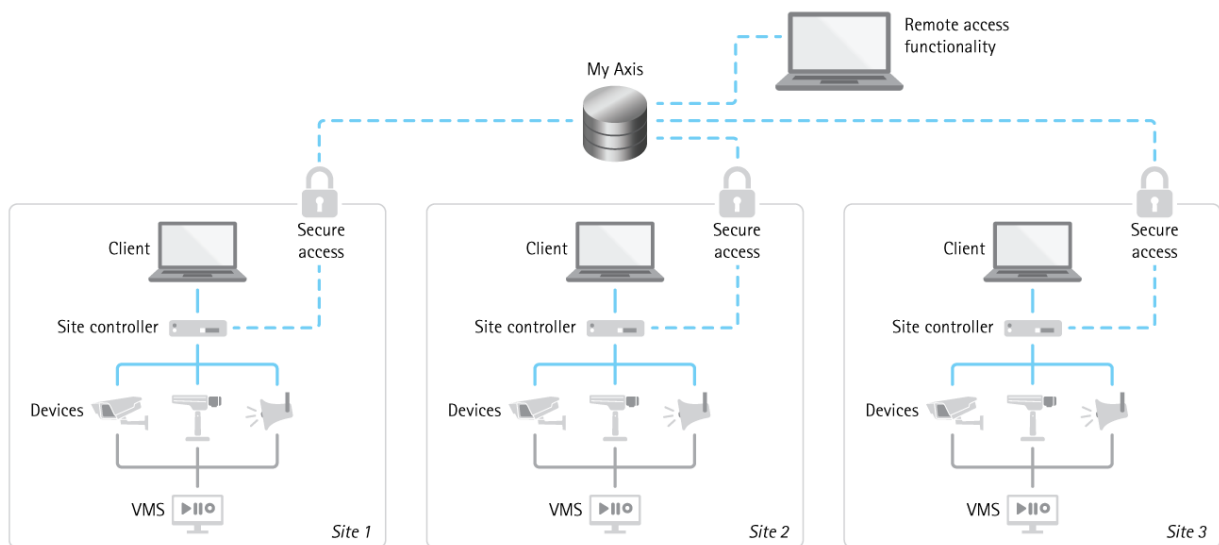 Remote access
functionality
My Axis
Client
Secure
access
Site controller
Devices
VMS
Site 1
Client
Secure
access
Site controller
Devices
VMS
Site 2
Client
Secure
access
Site controller
Devices
VMS
Site 3